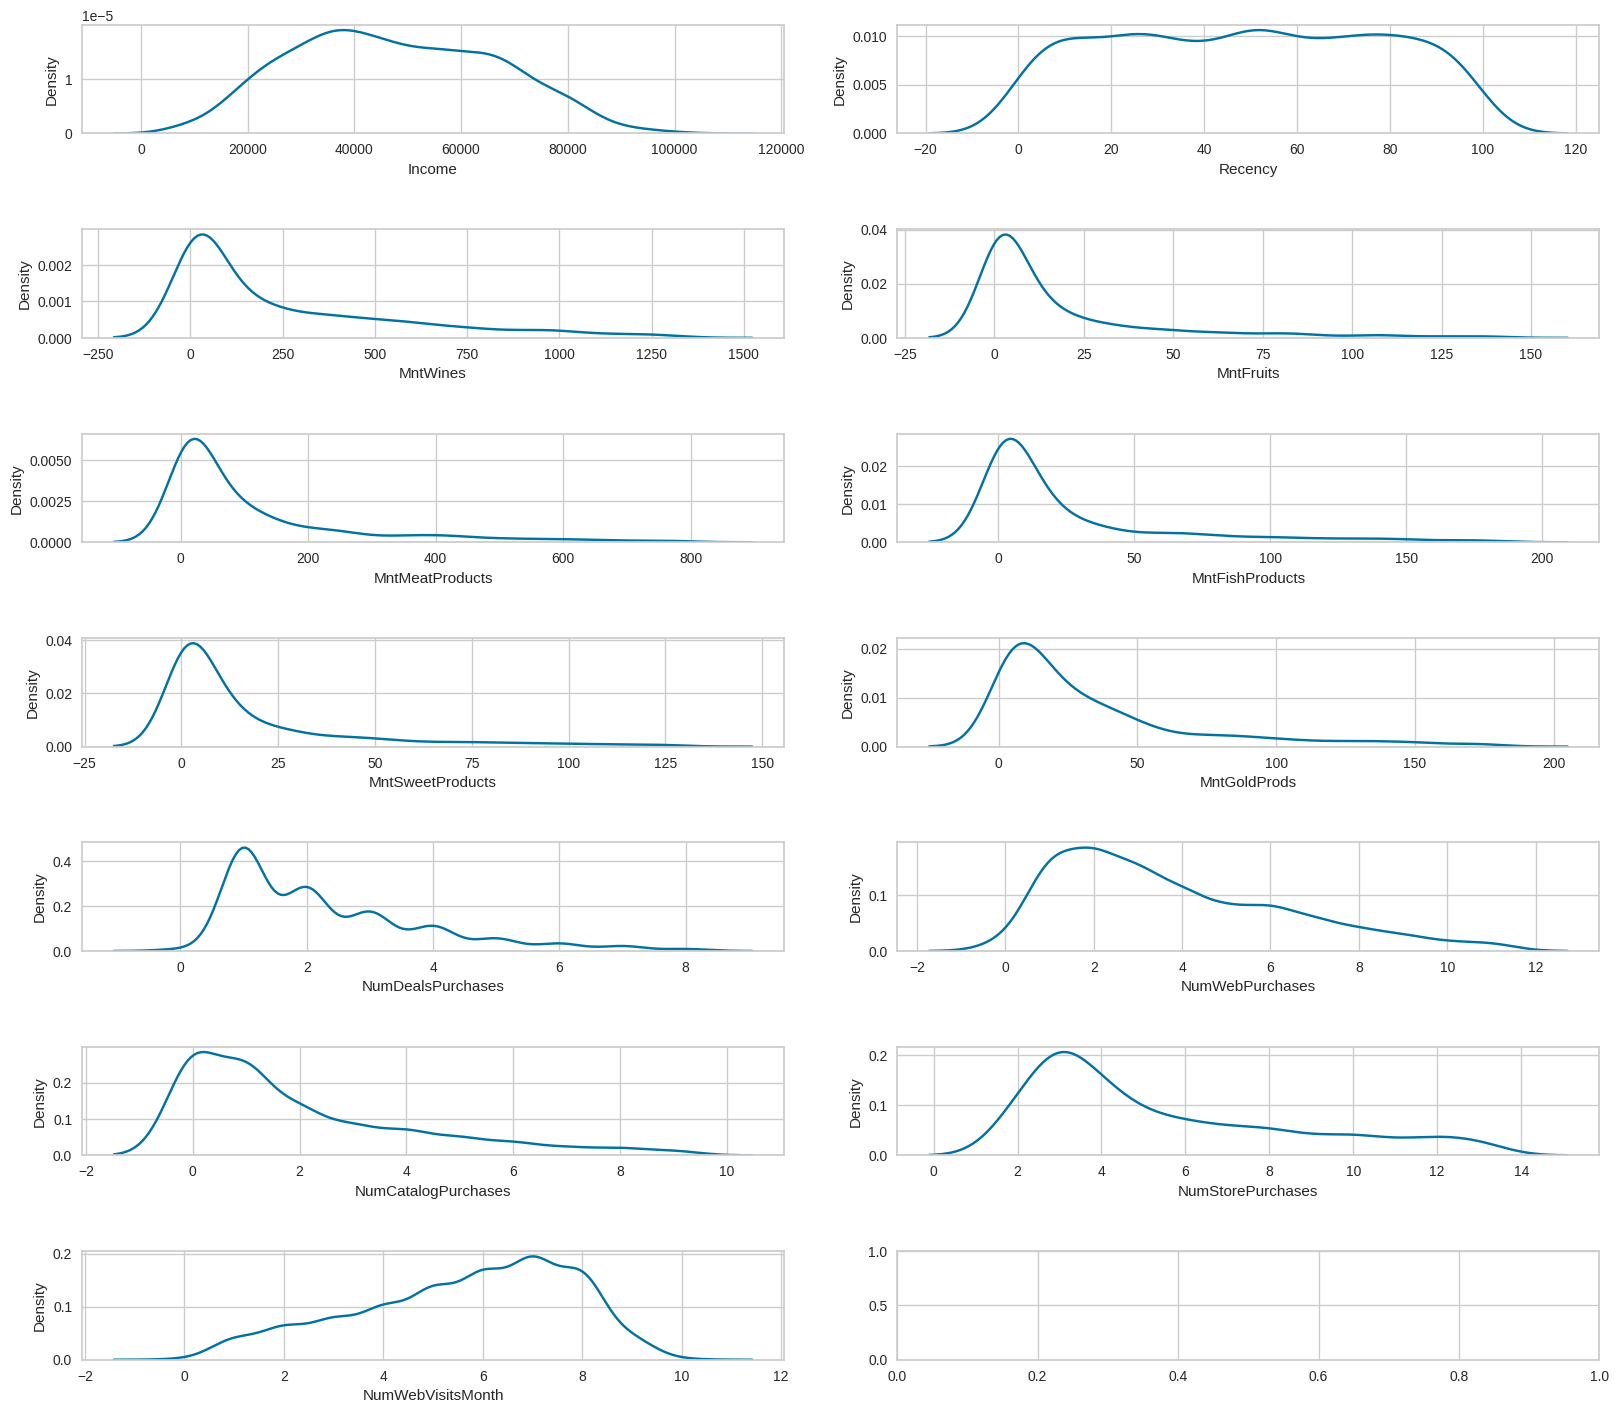 1e−5
Density
1
0
0 20000 40000 60000 80000 100000 120000
Income
Density
0.010
0.005
0.000
−20 0 20 40 60 80 100 120
Recency
Density
0.002
0.001
0.000
−250 0 250 500 750 1000 1250 1500
MntWines
Density
0.04
0.02
0.00
−25 0 25 50 75 100 125 150
MntFruits
Density
0.0050
0.0025
0.0000
0 200 400 600 800
MntMeatProducts
Density
0.02
0.01
0.00
0 50 100 150 200
MntFishProducts
Density
0.04
0.02
0.00
−25 0 25 50 75 100 125 150
MntSweetProducts
Density
0.02
0.01
0.00
0 50 100 150 200
MntGoldProds
Density
0.4
0.2
0.0
0 2 4 6 8
NumDealsPurchases
Density
0.1
0.0
−2 0 2 4 6 8 10 12
NumWebPurchases
Density
0.2
0.1
0.0
−2 0 2 4 6 8 10
NumCatalogPurchases
Density
0.2
0.1
0.0
0 2 4 6 8 10 12 14
NumStorePurchases
Density
0.2
0.1
0.0
−2 0 2 4 6 8 10 12
NumWebVisitsMonth
1.0
0.5
0.0
0.0 0.2 0.4 0.6 0.8 1.0